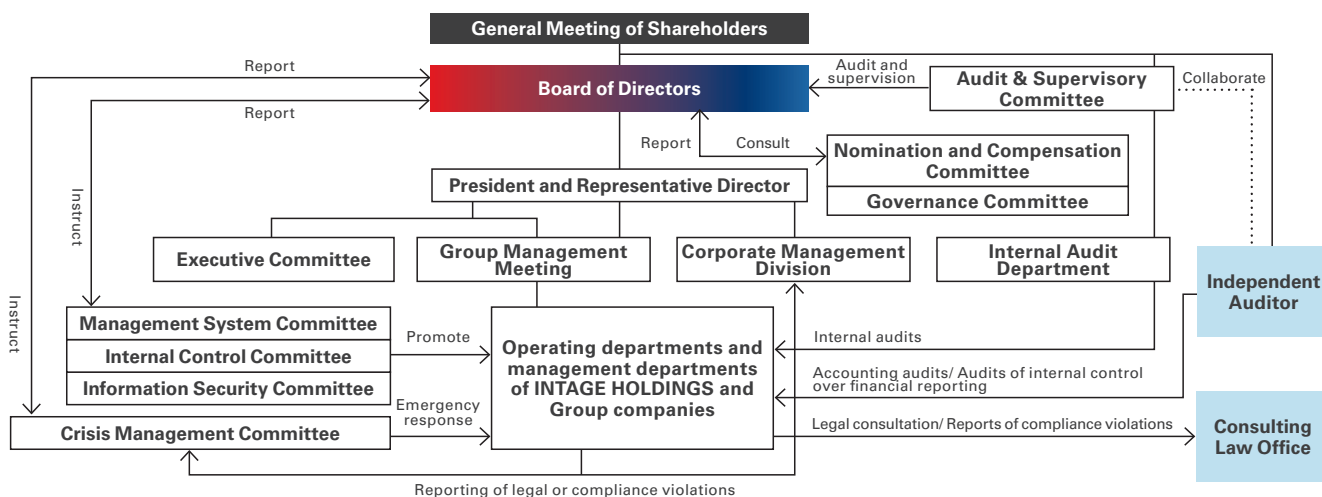 General Meeting of Shareholders
Report
Board of Directors
Audit and
supervision
Audit & Supervisory
Committee
Collaborate
Report
Report
Consult
Nomination and Compensation
Committee
Governance Committee
President and Representative Director
Instruct
Executive Committee
Group Management
Meeting
Corporate Management
Division
Internal Audit
Department
Independent
Auditor
Instruct
Management System Committee
Internal Control Committee
Information Security Committee
Promote
Operating departments and
management departments
of INTAGE HOLDINGS and
Group companies
Internal audits
Accounting audits/ Audits of internal control
over financial reporting
Emergency
response
Crisis Management Committee
Legal consultation/ Reports of compliance violations
Consulting
Law Office
Reporting of legal or compliance violations